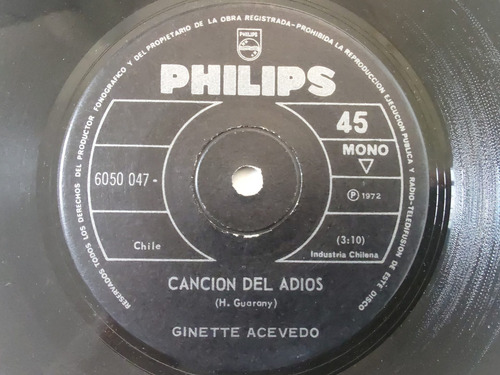 RESERVADOS TODOS LOS DERECHOS DEL PRODUCTOR FONOGRAFICO Y DEL PROPIETARIO DE LA OBRA REGISTRADA-PROHIBIDA LA REPRODUCCION EJECUCION PUBLICA Y RADIO-TELEDIFUSION DE ESTE DISCO
PHILIPS
PHILIPS
45
MONO
6050 047-
Ⓟ 1972
Chile
(3:10)
Industria Chilena
CANCION DEL ADIOS
(H. Guarany)
GINETTE ACEVEDO